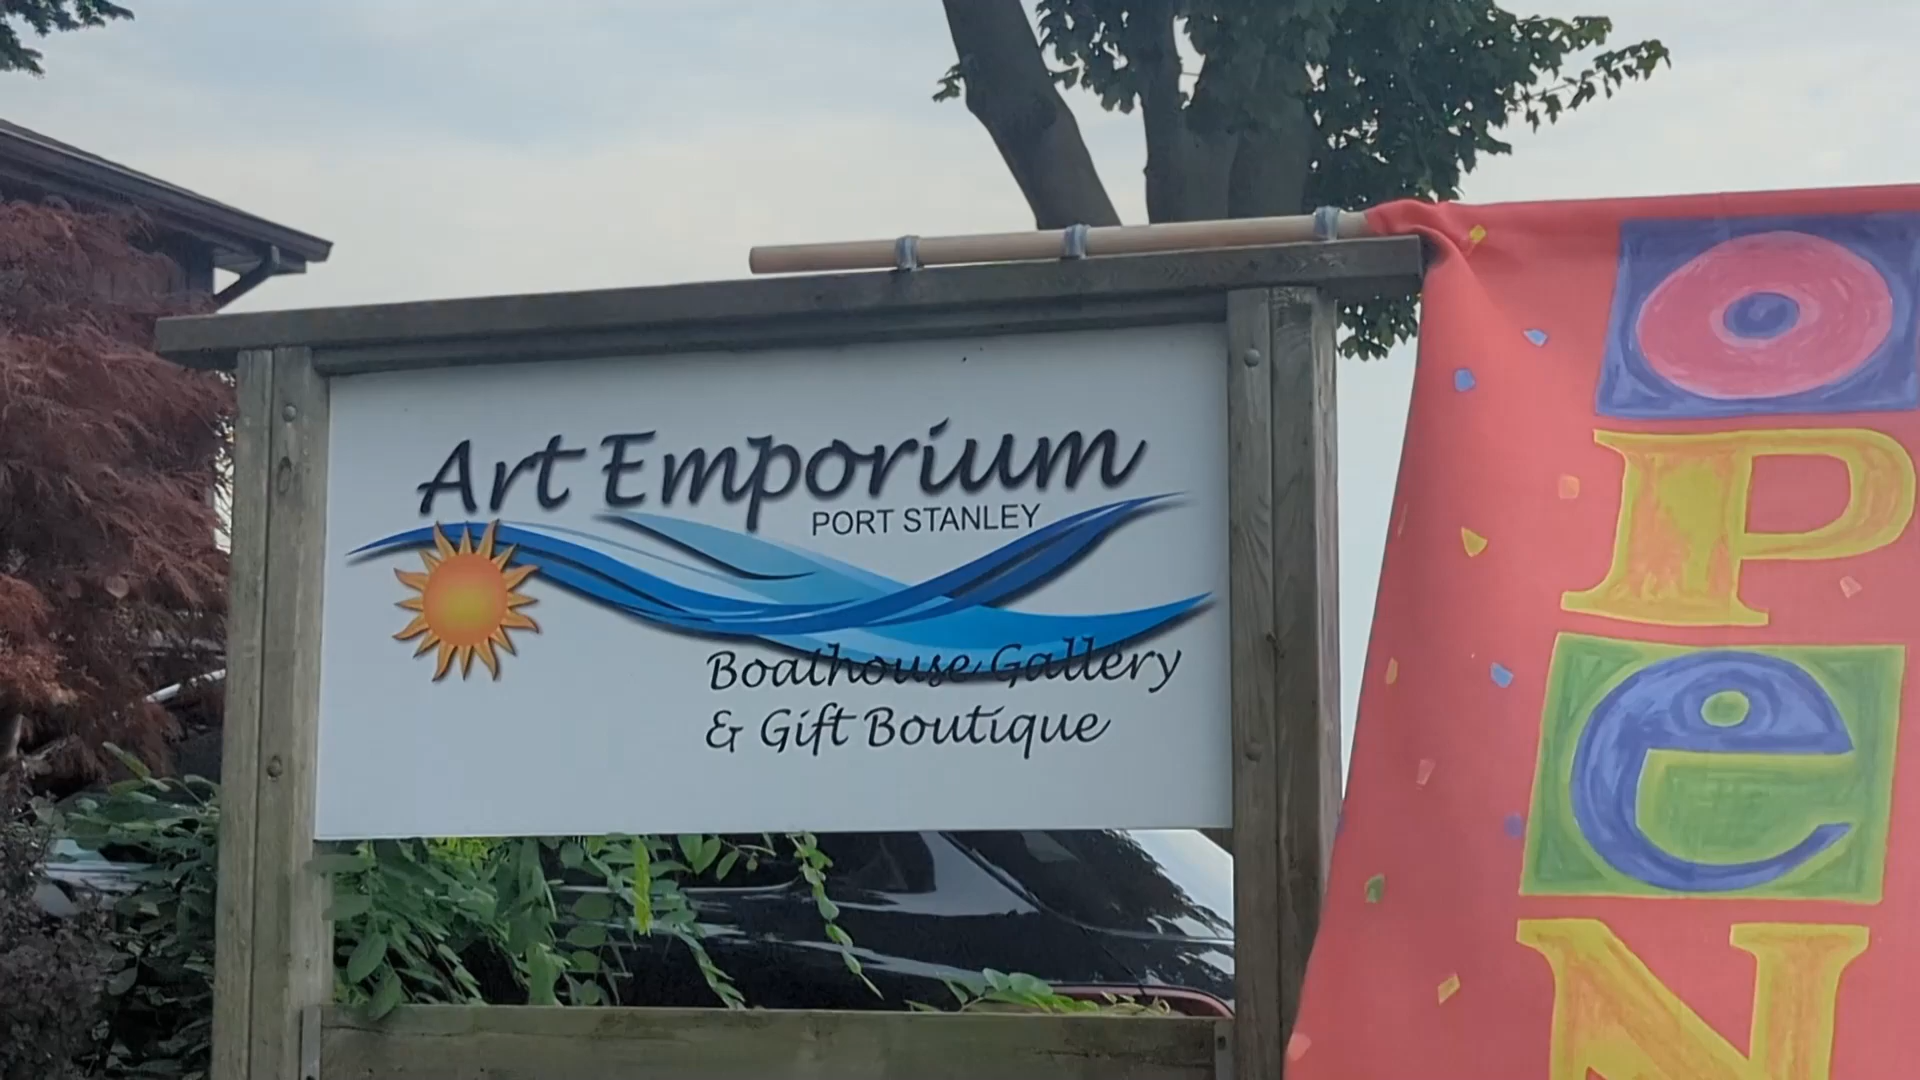 Art Emporium
PORT STANLEY
Boathouse Gallery
& Gift Boutique
OPeN